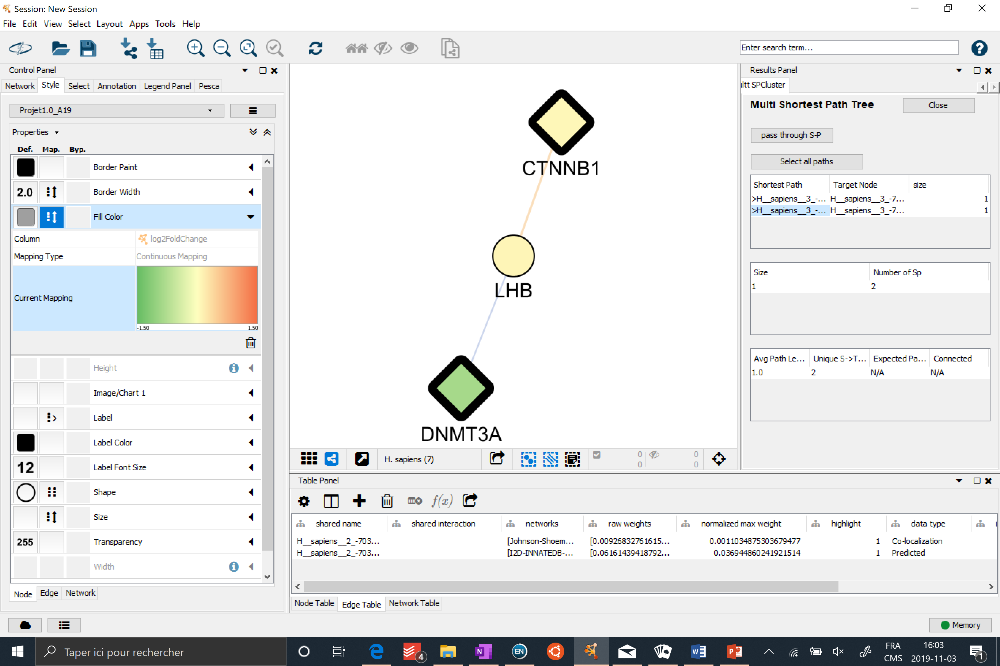 Session: New Session
File Edit View Select Layout Apps Tools Help
Enter search term...
Control Panel
Network Style Select Annotation Legend Panel Pesca
Projet1.0_A19
Properties
Def. Map. Byp.
Border Paint
2.0 Border Width
Fill Color
Column log2FoldChange
Mapping Type Continuous Mapping
Current Mapping
-1.50 1.50
Height
Image/Chart 1
Label
Label Color
12 Label Font Size
Shape
Size
255 Transparency
Width
Node Edge Network
CTNNB1
LHB
DNMT3A
H. sapiens (7)
0 0
0 0
Results Panel
SPCluster
Multi Shortest Path Tree Close
pass through S-P
Select all paths
Shortest Path Target Node size
>H__sapiens__3_-... H__sapiens__3_-7... 1
>H__sapiens__3_-... H__sapiens__3_-7... 1
Size Number of Sp
1 2
Avg Path Le... Unique S->T... Expected Pa... Connected
1.0 2 N/A N/A
Table Panel
f(x)
shared name shared interaction networks raw weights normalized max weight highlight data type
H__sapiens__2_-703... [Johnson-Shoem... [0.00926832761615... 0.0011034875303679477 1 Co-localization
H__sapiens__2_-703... [I2D-INNATEDB-... [0.06161439418792... 0.036944860241921514 1 Predicted
Node Table Edge Table Network Table
Memory
Taper ici pour rechercher
4
N
EN
W
P
FRA
CMS
16:03
2019-11-03
1